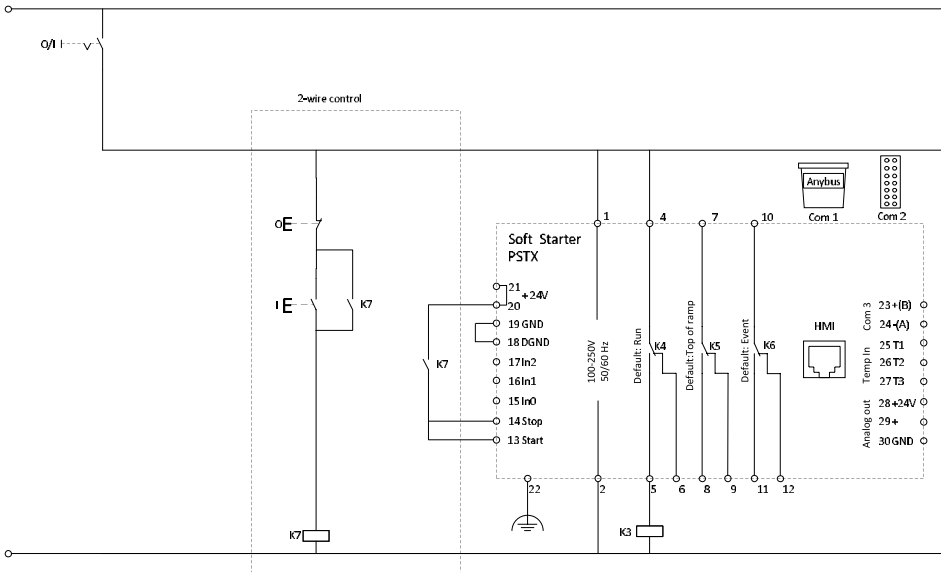 O/I
2-wire control
Anybus
Com 1
Com 2
1
4
7
10
Soft Starter
PSTX
O
I
K7
21
+24V
20
19 GND
18 DGND
17 In2
16 In1
15 In0
14 Stop
13 Start
K7
100-250V
50/60 Hz
Default: Run
K4
Default:Top of ramp
K5
Default: Event
K6
HMI
Com 3
23+(B)
24-(A)
Temp In
25 T1
26 T2
27 T3
Analog out
28+24V
29+
30GND
22
2
5
6
8
9
11
12
K7
K3